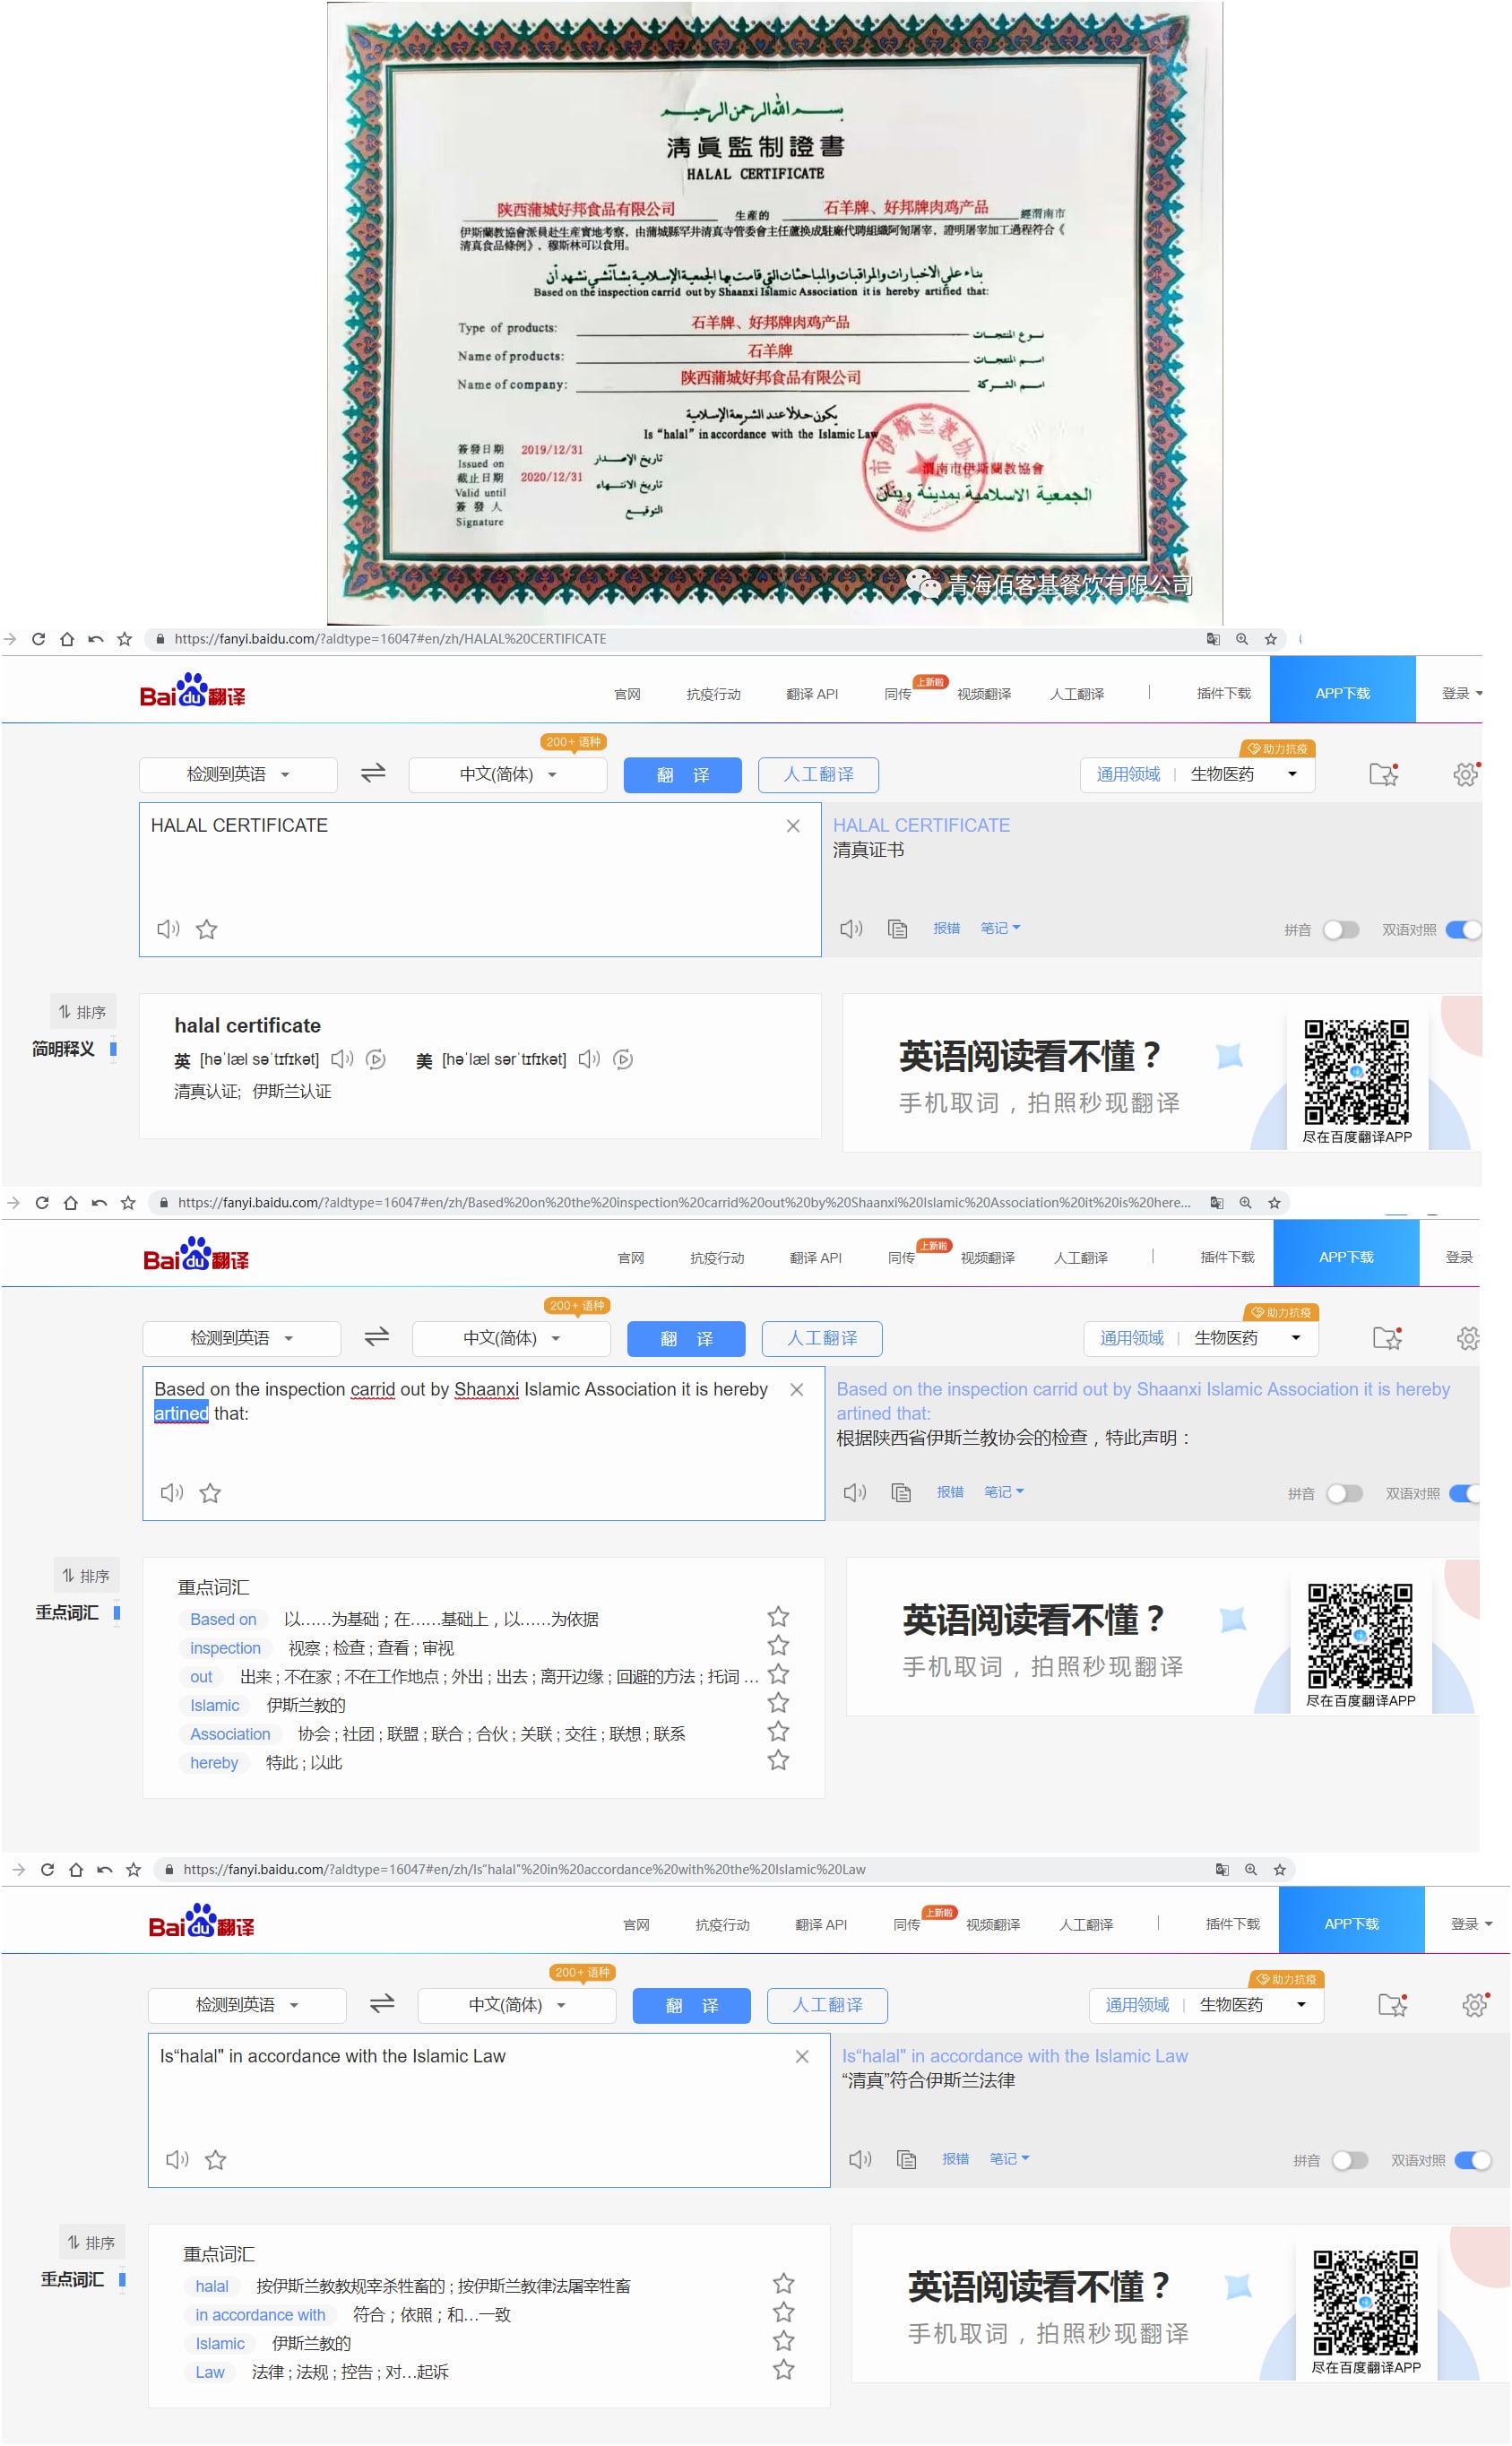 بسم الله الرحمن الرحيم
清眞監制證書
HALAL CERTIFICATE
陕西蒲城好邦食品有限公司 生産的 石羊牌、好邦牌肉鸡产品 經渭南市
伊斯蘭教協會派員赴生産實地考察,由蒲城縣罕井清真寺管委會主任蘆换成駐廠代聘組織阿訇屠宰,證明屠宰加工過程符合《
清真食品條例》,穆斯林可以食用。
بناء علي الأخبارات والمراقبات والمباحثات التي قامت بها الجمعية الإسلامية بشآنشي نشهد أن
Based on the inspection carrid out by Shaanxi Islamic Association it is hereby artified that:
Type of products: 石羊牌、好邦牌肉鸡产品 نوع المنتجات
Name of products: 石羊牌 اسم المنتجات
Name of company: 陕西蒲城好邦食品有限公司 اسم الشركة
يكون حلالا عند الشريعة الإسلامية
Is “halal” in accordance with the Islamic Law
簽發日期 2019/12/31 تاريخ الإصدار
Issued on
截止日期 2020/12/31 تاريخ الانتهاء
Valid until
簽發人 التوقيع
Signature
市伊斯兰教协
渭南市伊斯蘭教協會
الجمعية الاسلامية بمدينة وينان
青海佰客基餐饮有限公司
https://fanyi.baidu.com/?aldtype=16047#en/zh/HALAL%20CERTIFICATE
Bai du 翻译 官网 抗疫行动 翻译 API 同传 上新啦 视频翻译 人工翻译 插件下载 APP下载 登录
200+ 语种 助力抗疫
检测到英语 中文(简体) 翻 译 人工翻译 通用领域 生物医药
HALAL CERTIFICATE HALAL CERTIFICATE
清真证书
报错 笔记 拼音 双语对照
排序
简明释义
halal certificate
英 [həˈlæl səˈtɪfɪkət] 美 [həˈlæl sərˈtɪfɪkət]
清真认证; 伊斯兰认证
英语阅读看不懂?
手机取词,拍照秒现翻译
尽在百度翻译APP
https://fanyi.baidu.com/?aldtype=16047#en/zh/Based%20on%20the%20inspection%20carrid%20out%20by%20Shaanxi%20Islamic%20Association%20it%20is%20here...
Bai du 翻译 官网 抗疫行动 翻译 API 同传 上新啦 视频翻译 人工翻译 插件下载 APP下载 登录
200+ 语种 助力抗疫
检测到英语 中文(简体) 翻 译 人工翻译 通用领域 生物医药
Based on the inspection carrid out by Shaanxi Islamic Association it is hereby
artined that:
Based on the inspection carrid out by Shaanxi Islamic Association it is hereby
artined that:
根据陕西省伊斯兰教协会的检查,特此声明:
报错 笔记 拼音 双语对照
排序
重点词汇
重点词汇
Based on 以……为基础;在……基础上,以……为依据
inspection 视察;检查;查看;审视
out 出来;不在家;不在工作地点;外出;出去;离开边缘;回避的方法;托词 ...
Islamic 伊斯兰教的
Association 协会;社团;联盟;联合;合伙;关联;交往;联想;联系
hereby 特此;以此
英语阅读看不懂?
手机取词,拍照秒现翻译
尽在百度翻译APP
https://fanyi.baidu.com/?aldtype=16047#en/zh/Is“halal"%20in%20accordance%20with%20the%20Islamic%20Law
Bai du 翻译 官网 抗疫行动 翻译 API 同传 上新啦 视频翻译 人工翻译 插件下载 APP下载 登录
200+ 语种 助力抗疫
检测到英语 中文(简体) 翻 译 人工翻译 通用领域 生物医药
Is“halal" in accordance with the Islamic Law Is“halal" in accordance with the Islamic Law
“清真”符合伊斯兰法律
报错 笔记 拼音 双语对照
排序
重点词汇
重点词汇
halal 按伊斯兰教教规宰杀牲畜的;按伊斯兰教律法屠宰牲畜
in accordance with 符合;依照;和…一致
Islamic 伊斯兰教的
Law 法律;法规;控告;对…起诉
英语阅读看不懂?
手机取词,拍照秒现翻译
尽在百度翻译APP